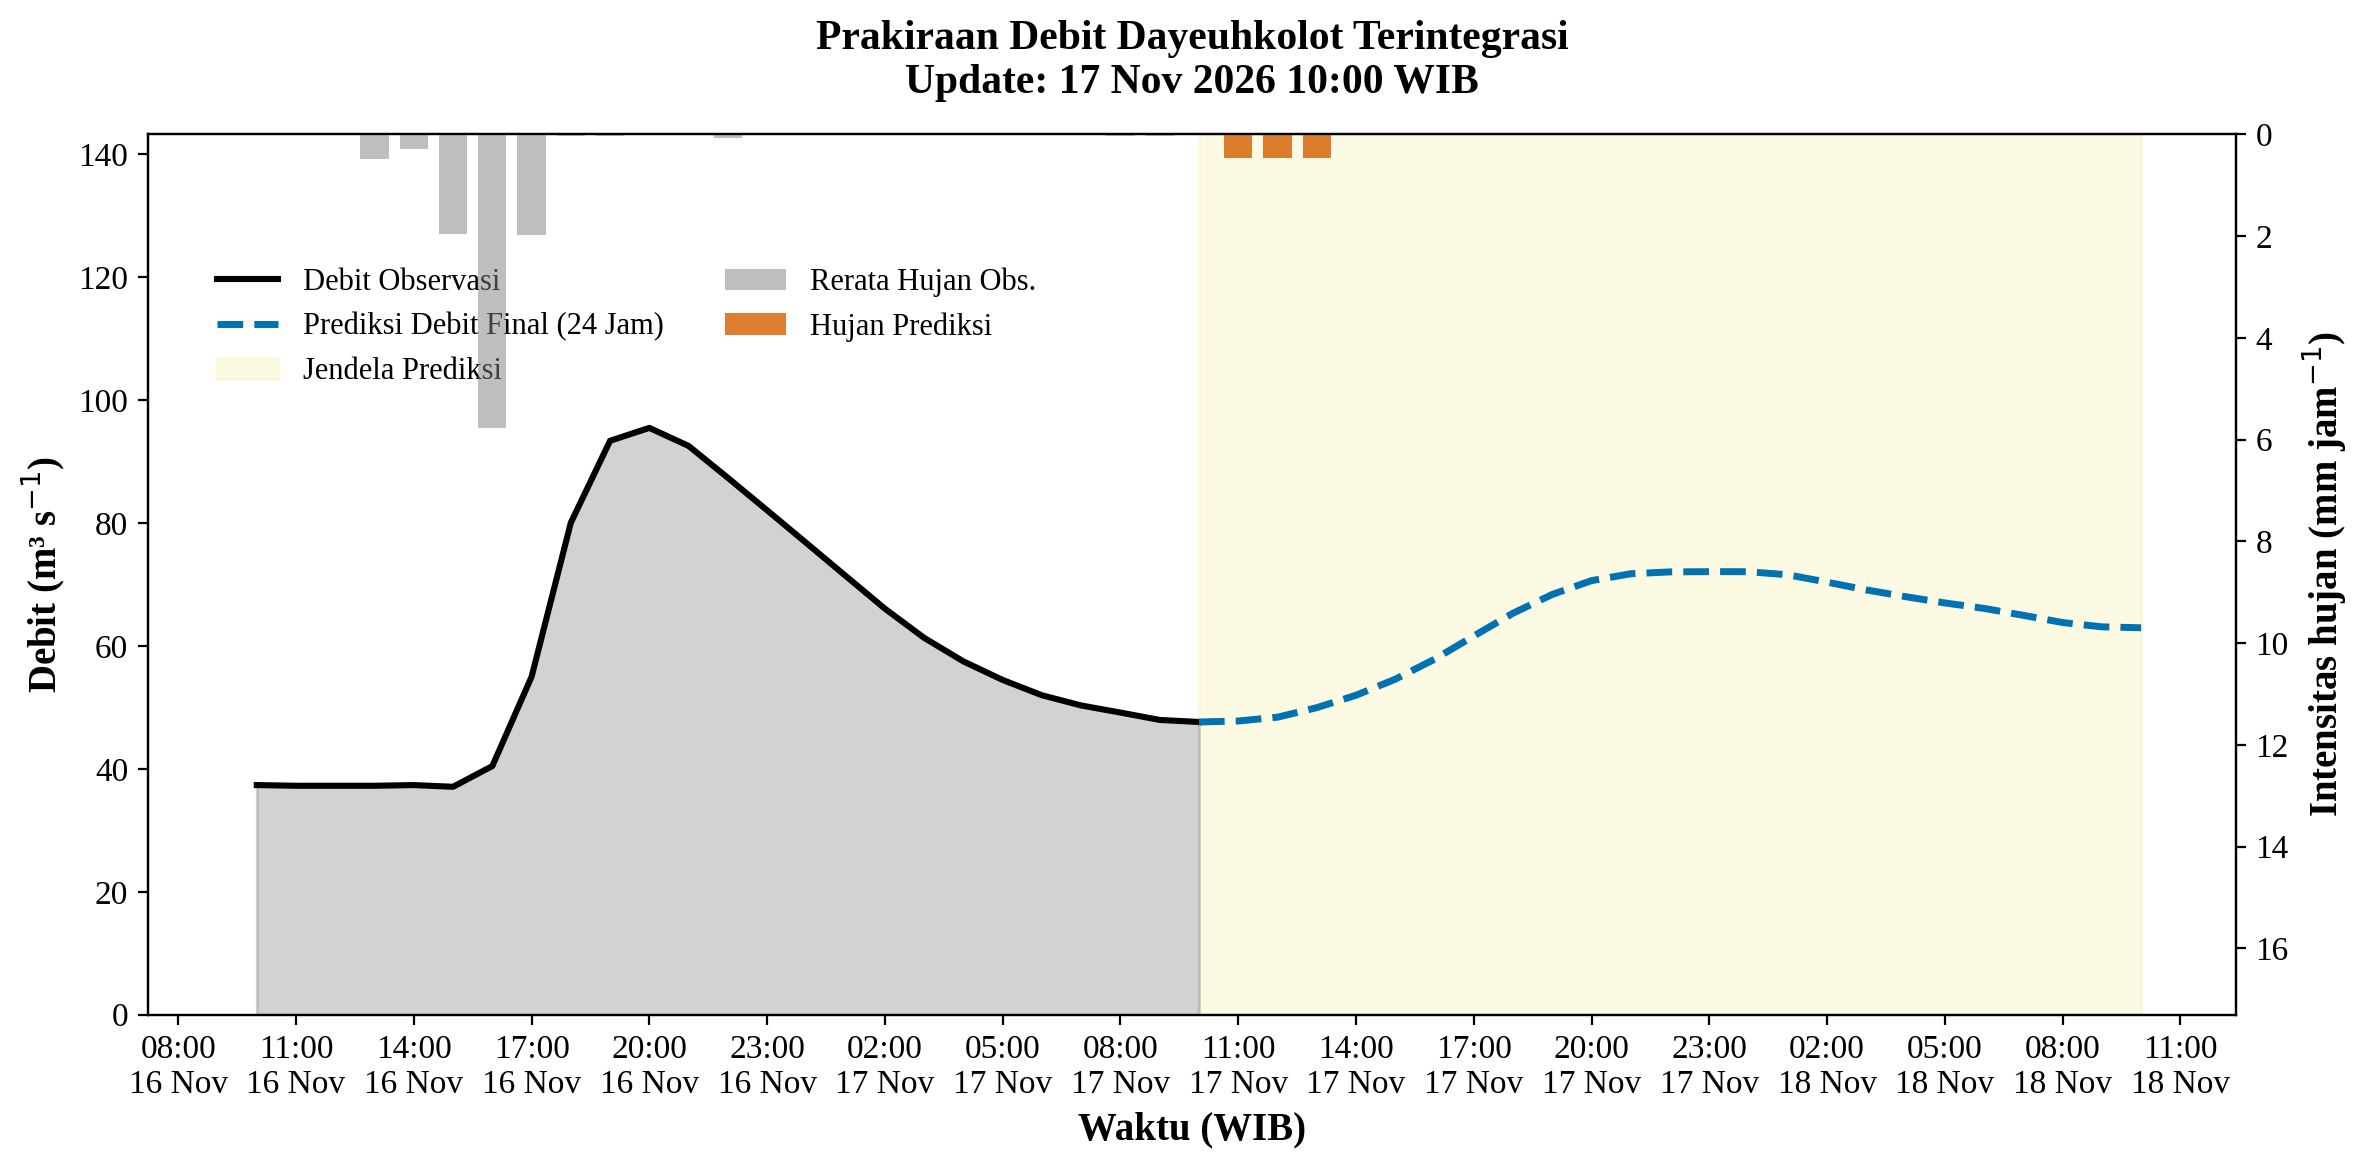 Prakiraan Debit Dayeuhkolot Terintegrasi
Update: 17 Nov 2026 10:00 WIB
Debit (m³ s⁻¹)
140
120
100
80
60
40
20
0
Debit Observasi
Prediksi Debit Final (24 Jam)
Jendela Prediksi
Rerata Hujan Obs.
Hujan Prediksi
0
2
4
6
8
10
12
14
16
Intensitas hujan (mm jam⁻¹)
08:00 11:00 14:00 17:00 20:00 23:00 02:00 05:00 08:00 11:00 14:00 17:00 20:00 23:00 02:00 05:00 08:00 11:00
16 Nov 16 Nov 16 Nov 16 Nov 16 Nov 16 Nov 17 Nov 17 Nov 17 Nov 17 Nov 17 Nov 17 Nov 17 Nov 17 Nov 18 Nov 18 Nov 18 Nov 18 Nov
Waktu (WIB)